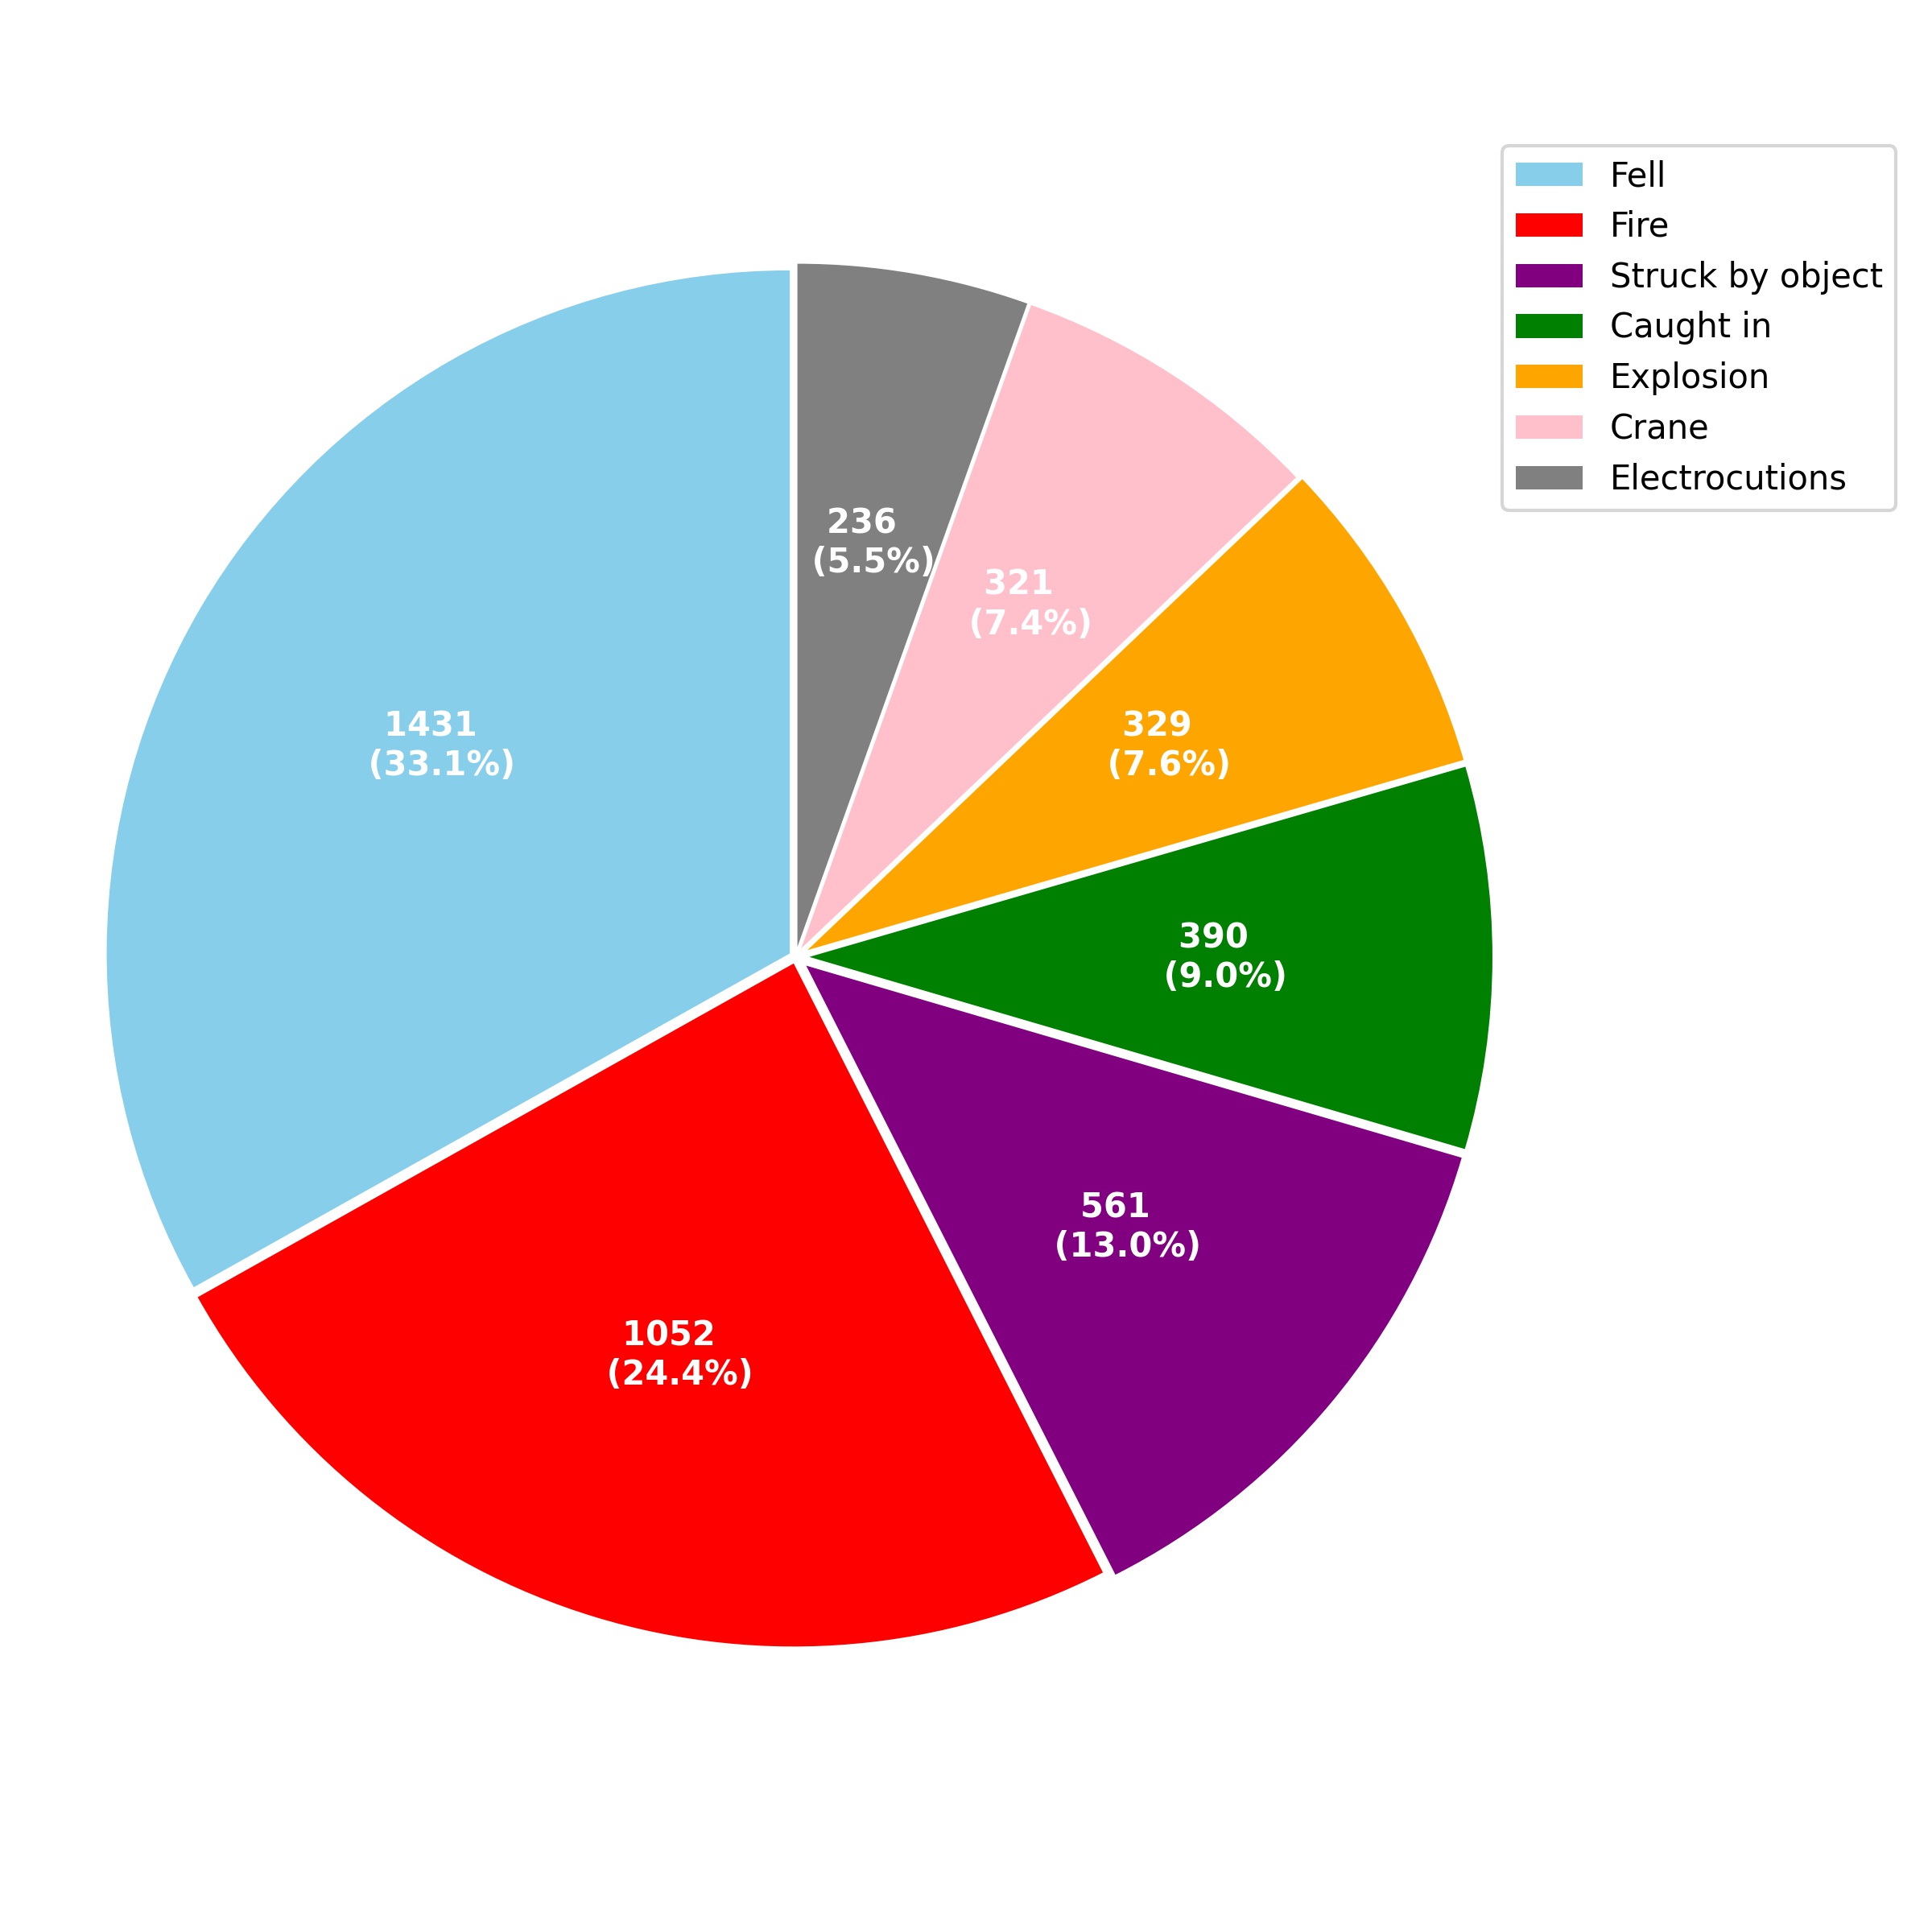 Fell
Fire
Struck by object
Caught in
Explosion
Crane
Electrocutions
236
(5.5%)
321
(7.4%)
1431
(33.1%)
329
(7.6%)
390
(9.0%)
561
(13.0%)
1052
(24.4%)